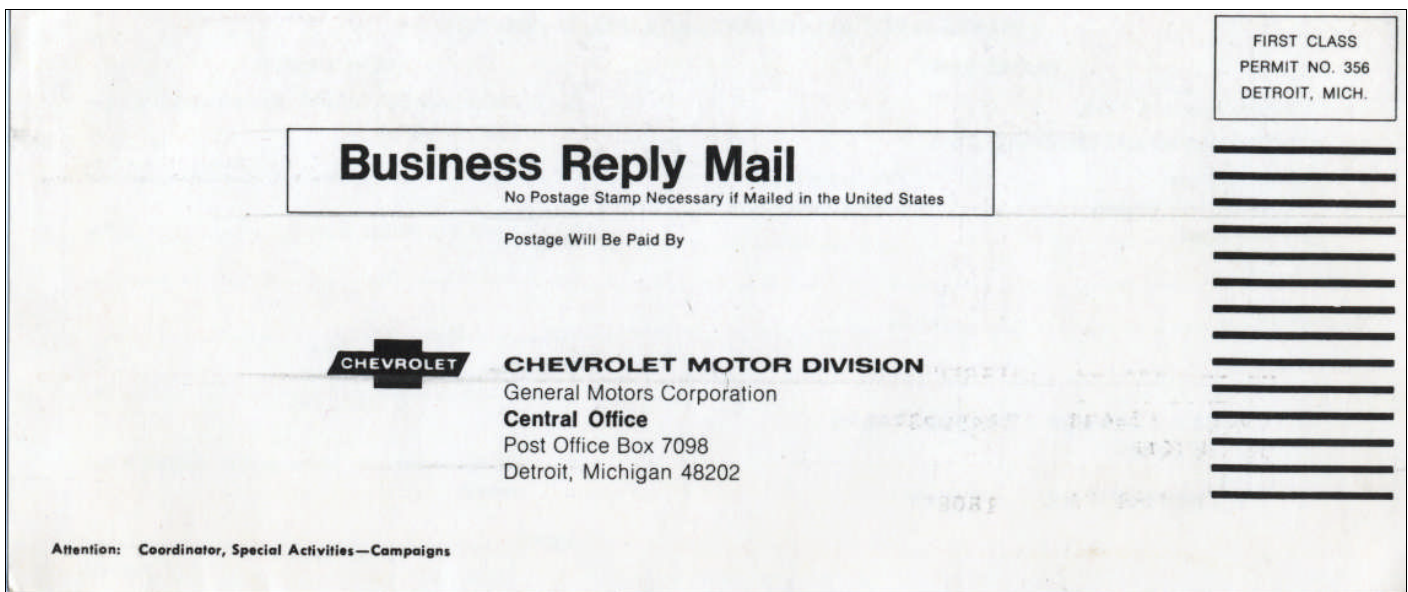 FIRST CLASS
PERMIT NO. 356
DETROIT, MICH.
Business Reply Mail
No Postage Stamp Necessary if Mailed in the United States
Postage Will Be Paid By
CHEVROLET
CHEVROLET MOTOR DIVISION
General Motors Corporation
Central Office
Post Office Box 7098
Detroit, Michigan 48202
Attention: Coordinator, Special Activities—Campaigns